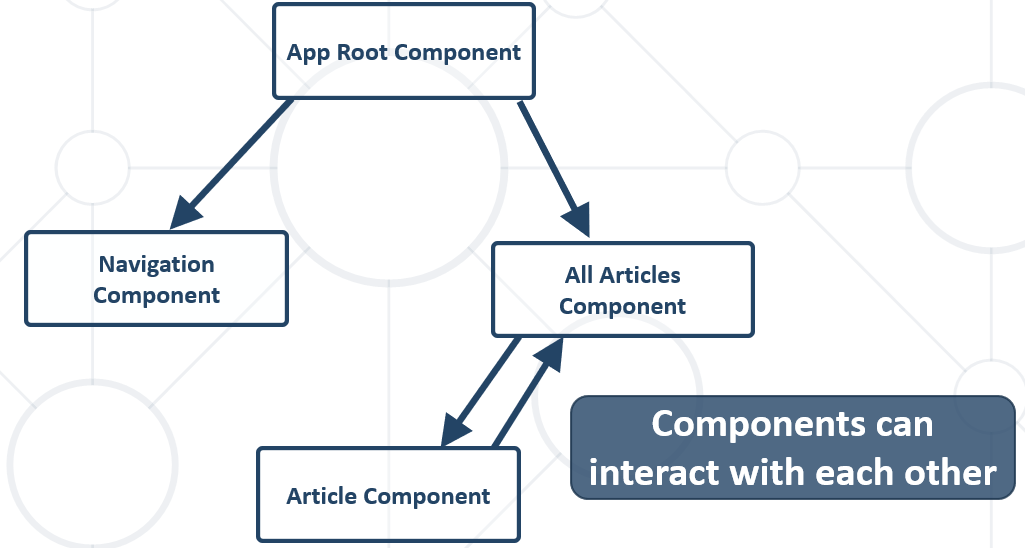 App Root Component
Navigation
Component
All Articles
Component
Components can
interact with each other
Article Component